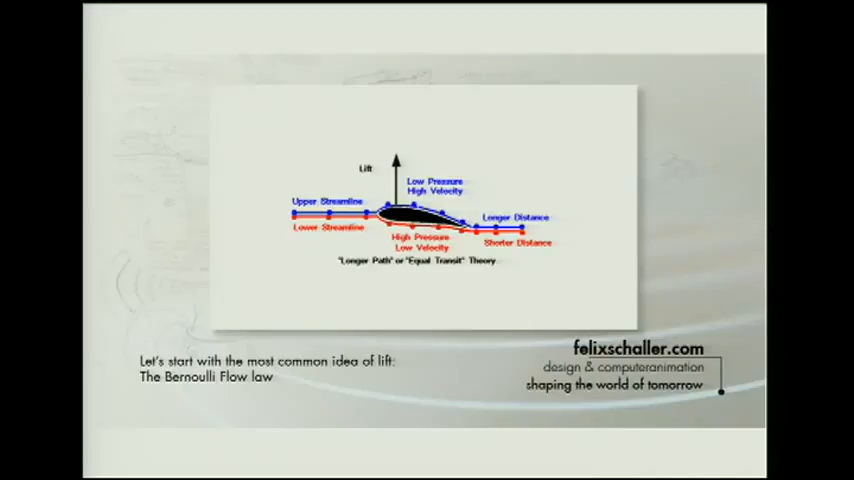 Lift
Low Pressure
High Velocity
Upper Streamline
Longer Distance
Lower Streamline
High Pressure
Low Velocity
Shorter Distance
"Longer Path" or "Equal Transit" Theory
felixschaller.com
design & computeranimation
shaping the world of tomorrow
Let's start with the most common idea of lift:
The Bernoulli Flow law